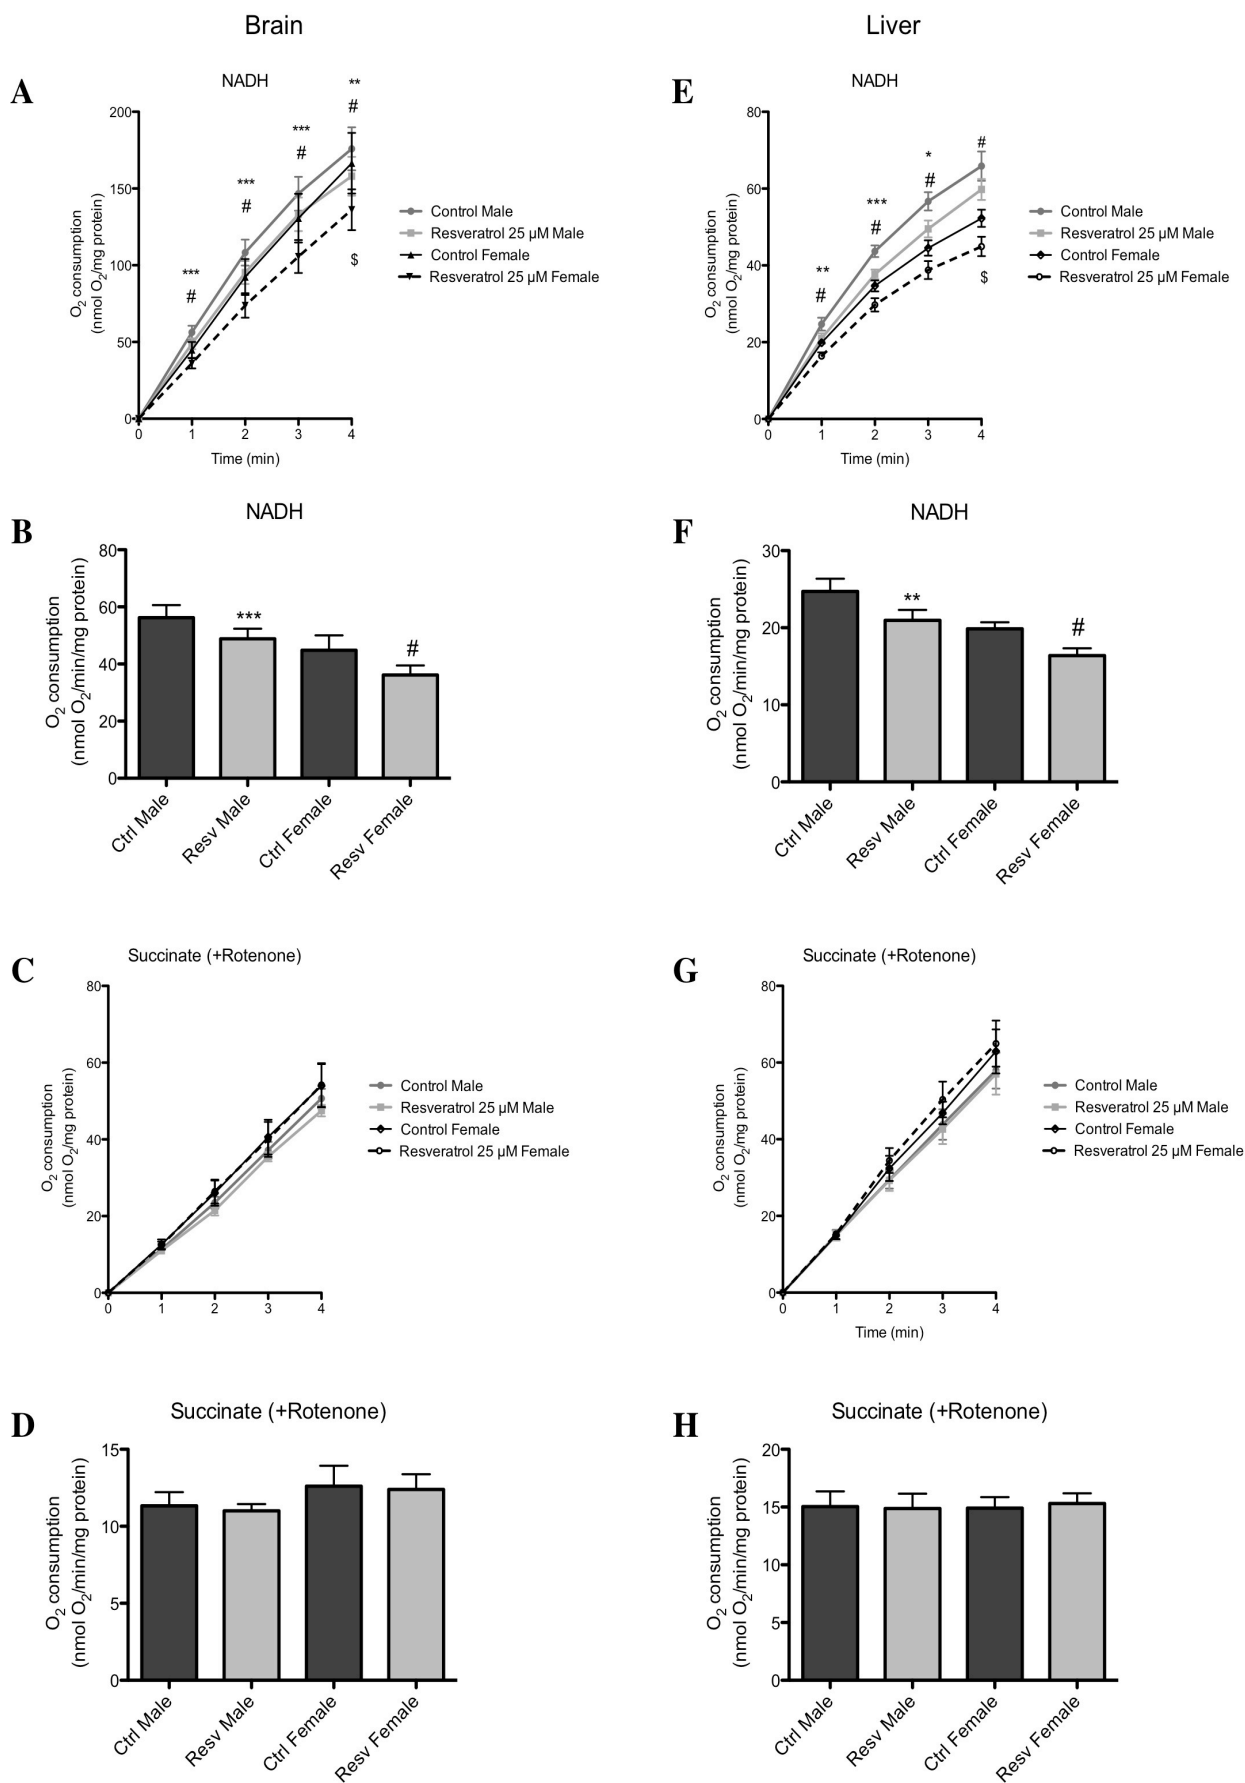 Brain
Liver
A
NADH
O2 consumption
(nmol O2/mg protein)
200
150
100
50
0
***
#
***
#
***
#
**
#
$
0 1 2 3 4
Time (min)
Control Male
Resveratrol 25 µM Male
Control Female
Resveratrol 25 µM Female
E
NADH
O2 consumption
(nmol O2/mg protein)
80
60
40
20
0
**
#
***
#
*
#
#
$
0 1 2 3 4
Time (min)
Control Male
Resveratrol 25 µM Male
Control Female
Resveratrol 25 µM Female
B
NADH
O2 consumption
(nmol O2/min/mg protein)
80
60
40
20
0
***
#
Ctrl Male
Resv Male
Ctrl Female
Resv Female
F
NADH
O2 consumption
(nmol O2/min/mg protein)
30
20
10
0
**
#
Ctrl Male
Resv Male
Ctrl Female
Resv Female
C
Succinate (+Rotenone)
O2 consumption
(nmol O2/mg protein)
80
60
40
20
0
0 1 2 3 4
Control Male
Resveratrol 25 µM Male
Control Female
Resveratrol 25 µM Female
G
Succinate (+Rotenone)
O2 consumption
(nmol O2/mg protein)
80
60
40
20
0
0 1 2 3 4
Time (min)
Control Male
Resveratrol 25 µM Male
Control Female
Resveratrol 25 µM Female
D
Succinate (+Rotenone)
O2 consumption
(nmol O2/min/mg protein)
15
10
5
0
Ctrl Male
Resv Male
Ctrl Female
Resv Female
H
Succinate (+Rotenone)
O2 consumption
(nmol O2/min/mg protein)
20
15
10
5
0
Ctrl Male
Resv Male
Ctrl Female
Resv Female